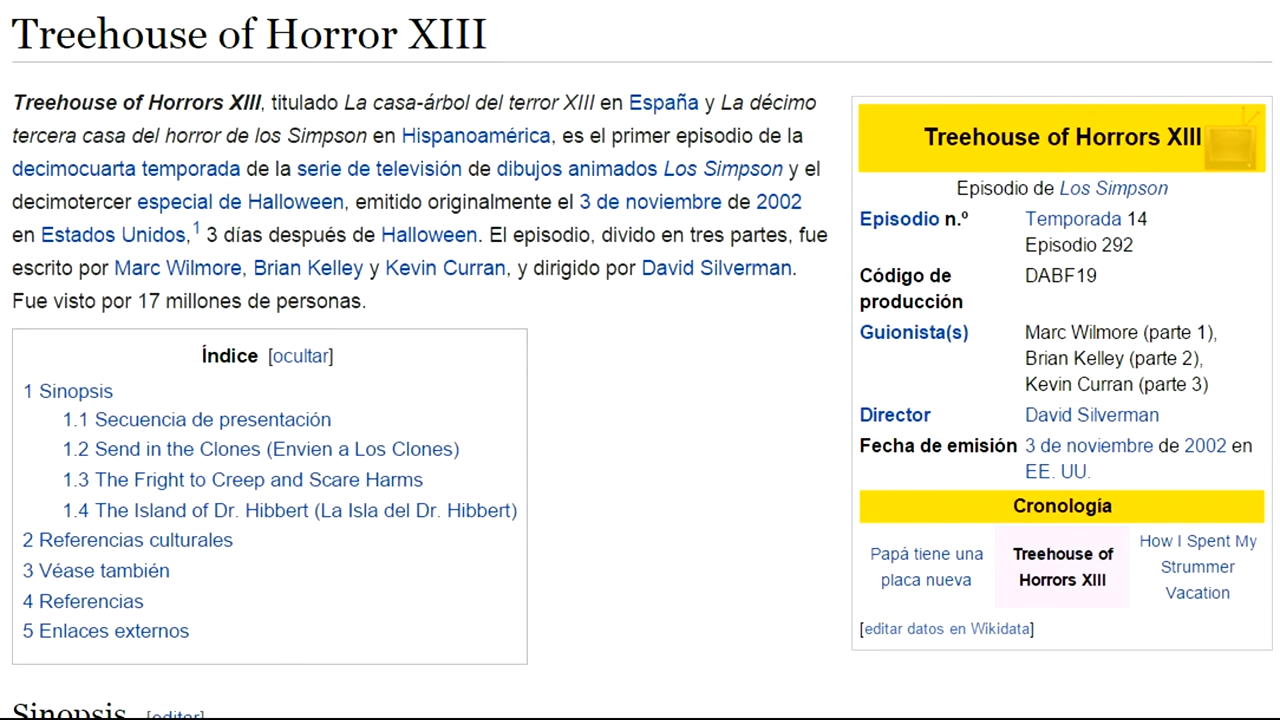 Treehouse of Horror XIII
Treehouse of Horrors XIII, titulado La casa-árbol del terror XIII en España y La décimo
tercera casa del horror de los Simpson en Hispanoamérica, es el primer episodio de la
decimocuarta temporada de la serie de televisión de dibujos animados Los Simpson y el
decimotercer especial de Halloween, emitido originalmente el 3 de noviembre de 2002
en Estados Unidos,1 3 días después de Halloween. El episodio, divido en tres partes, fue
escrito por Marc Wilmore, Brian Kelley y Kevin Curran, y dirigido por David Silverman.
Fue visto por 17 millones de personas.
Índice [ocultar]
1 Sinopsis
1.1 Secuencia de presentación
1.2 Send in the Clones (Envien a Los Clones)
1.3 The Fright to Creep and Scare Harms
1.4 The Island of Dr. Hibbert (La Isla del Dr. Hibbert)
2 Referencias culturales
3 Véase también
4 Referencias
5 Enlaces externos
Sinopsis [editar]
Treehouse of Horrors XIII
Episodio de Los Simpson
Episodio n.º Temporada 14
Episodio 292
Código de DABF19
producción
Guionista(s) Marc Wilmore (parte 1),
Brian Kelley (parte 2),
Kevin Curran (parte 3)
Director David Silverman
Fecha de emisión 3 de noviembre de 2002 en
EE. UU.
Cronología
Papá tiene una
placa nueva
Treehouse of
Horrors XIII
How I Spent My
Strummer
Vacation
[editar datos en Wikidata]